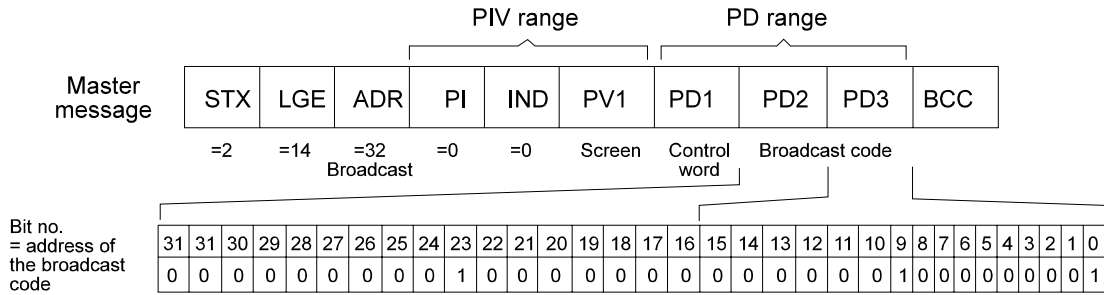 PIV range PD range
Master message STX LGE ADR PI IND PV1 PD1 PD2 PD3 BCC
=2 =14 =32 Broadcast =0 =0 Screen Control word Broadcast code
Bit no. = address of the broadcast code
31 31 30 29 28 27 26 25 24 23 22 21 20 19 18 17 16 15 14 13 12 11 10 9 8 7 6 5 4 3 2 1 0
0 0 0 0 0 0 0 0 0 1 0 0 0 0 0 0 0 0 0 0 0 0 0 1 0 0 0 0 0 0 0 0 1